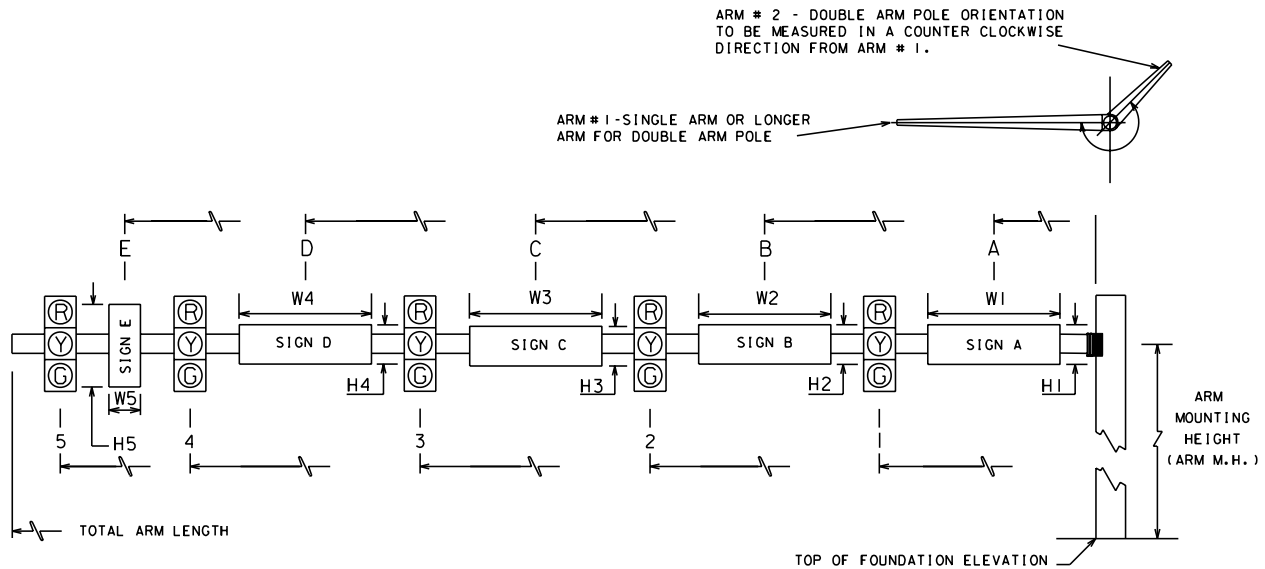 ARM # 2 - DOUBLE ARM POLE ORIENTATION
TO BE MEASURED IN A COUNTER CLOCKWISE
DIRECTION FROM ARM # 1.
ARM # 1-SINGLE ARM OR LONGER
ARM FOR DOUBLE ARM POLE
E
D
C
B
A
W4
W3
W2
W1
R
R
R
R
R
Y
SIGN E
Y
SIGN D
Y
SIGN C
Y
SIGN B
Y
SIGN A
G
G
G
G
G
H4
H3
H2
H1
W5
H5
5
4
3
2
1
ARM
MOUNTING
HEIGHT
(ARM M.H.)
TOTAL ARM LENGTH
TOP OF FOUNDATION ELEVATION